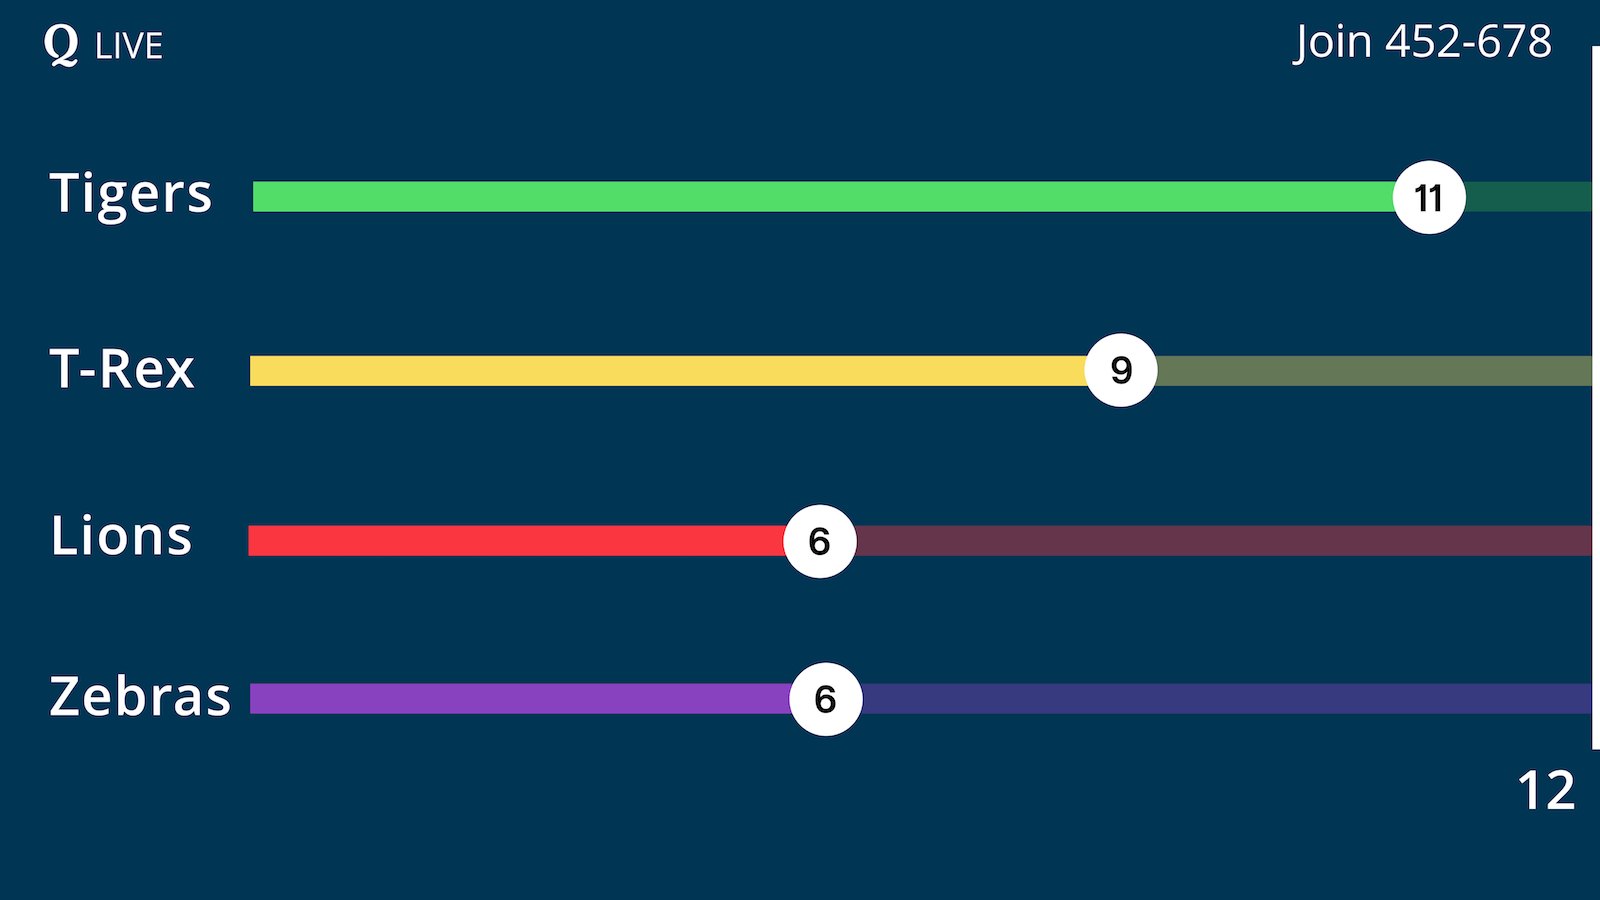 Q LIVE
Join 452-678
Tigers
11
T-Rex
9
Lions
6
Zebras
6
12